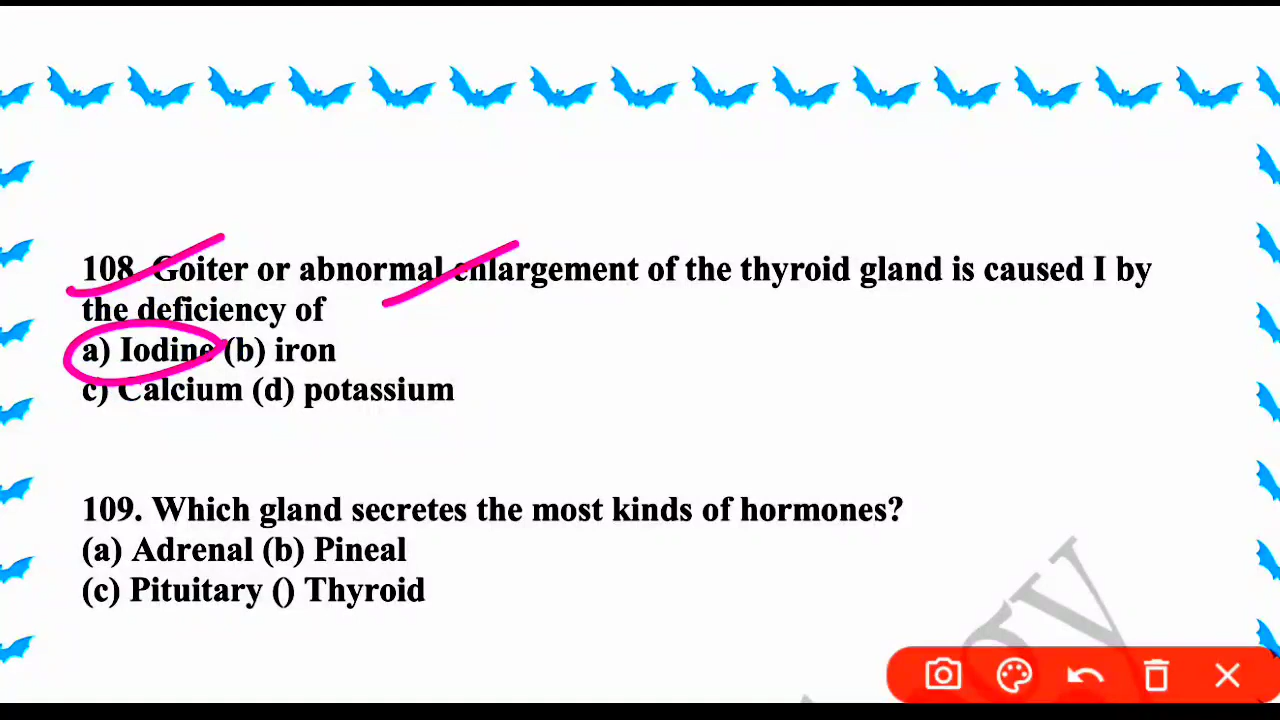 108. Goiter or abnormal enlargement of the thyroid gland is caused I by
the deficiency of
a) Iodine (b) iron
c) Calcium (d) potassium
109. Which gland secretes the most kinds of hormones?
(a) Adrenal (b) Pineal
(c) Pituitary () Thyroid